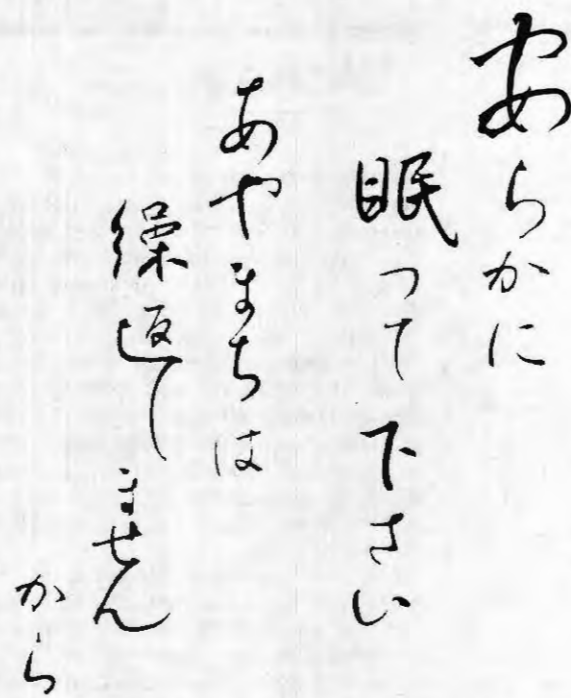 安らかに
眠って下さい
あやまちは
繰返しません
から